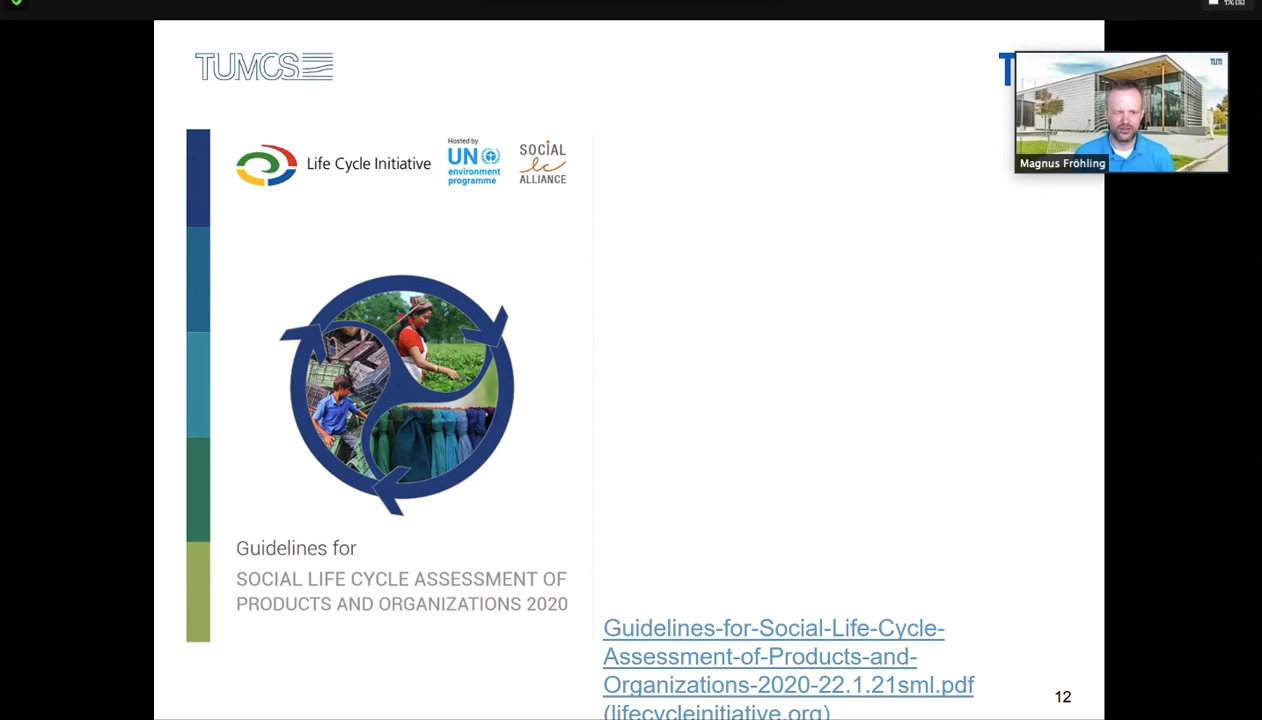 TUMCS
TUM
Magnus Fröhling
Life Cycle Initiative
Hosted by
UN
environment
programme
SOCIAL
lc
ALLIANCE
Guidelines for
SOCIAL LIFE CYCLE ASSESSMENT OF
PRODUCTS AND ORGANIZATIONS 2020
Guidelines-for-Social-Life-Cycle-
Assessment-of-Products-and-
Organizations-2020-22.1.21sml.pdf
(lifecycleinitiative.org)
12